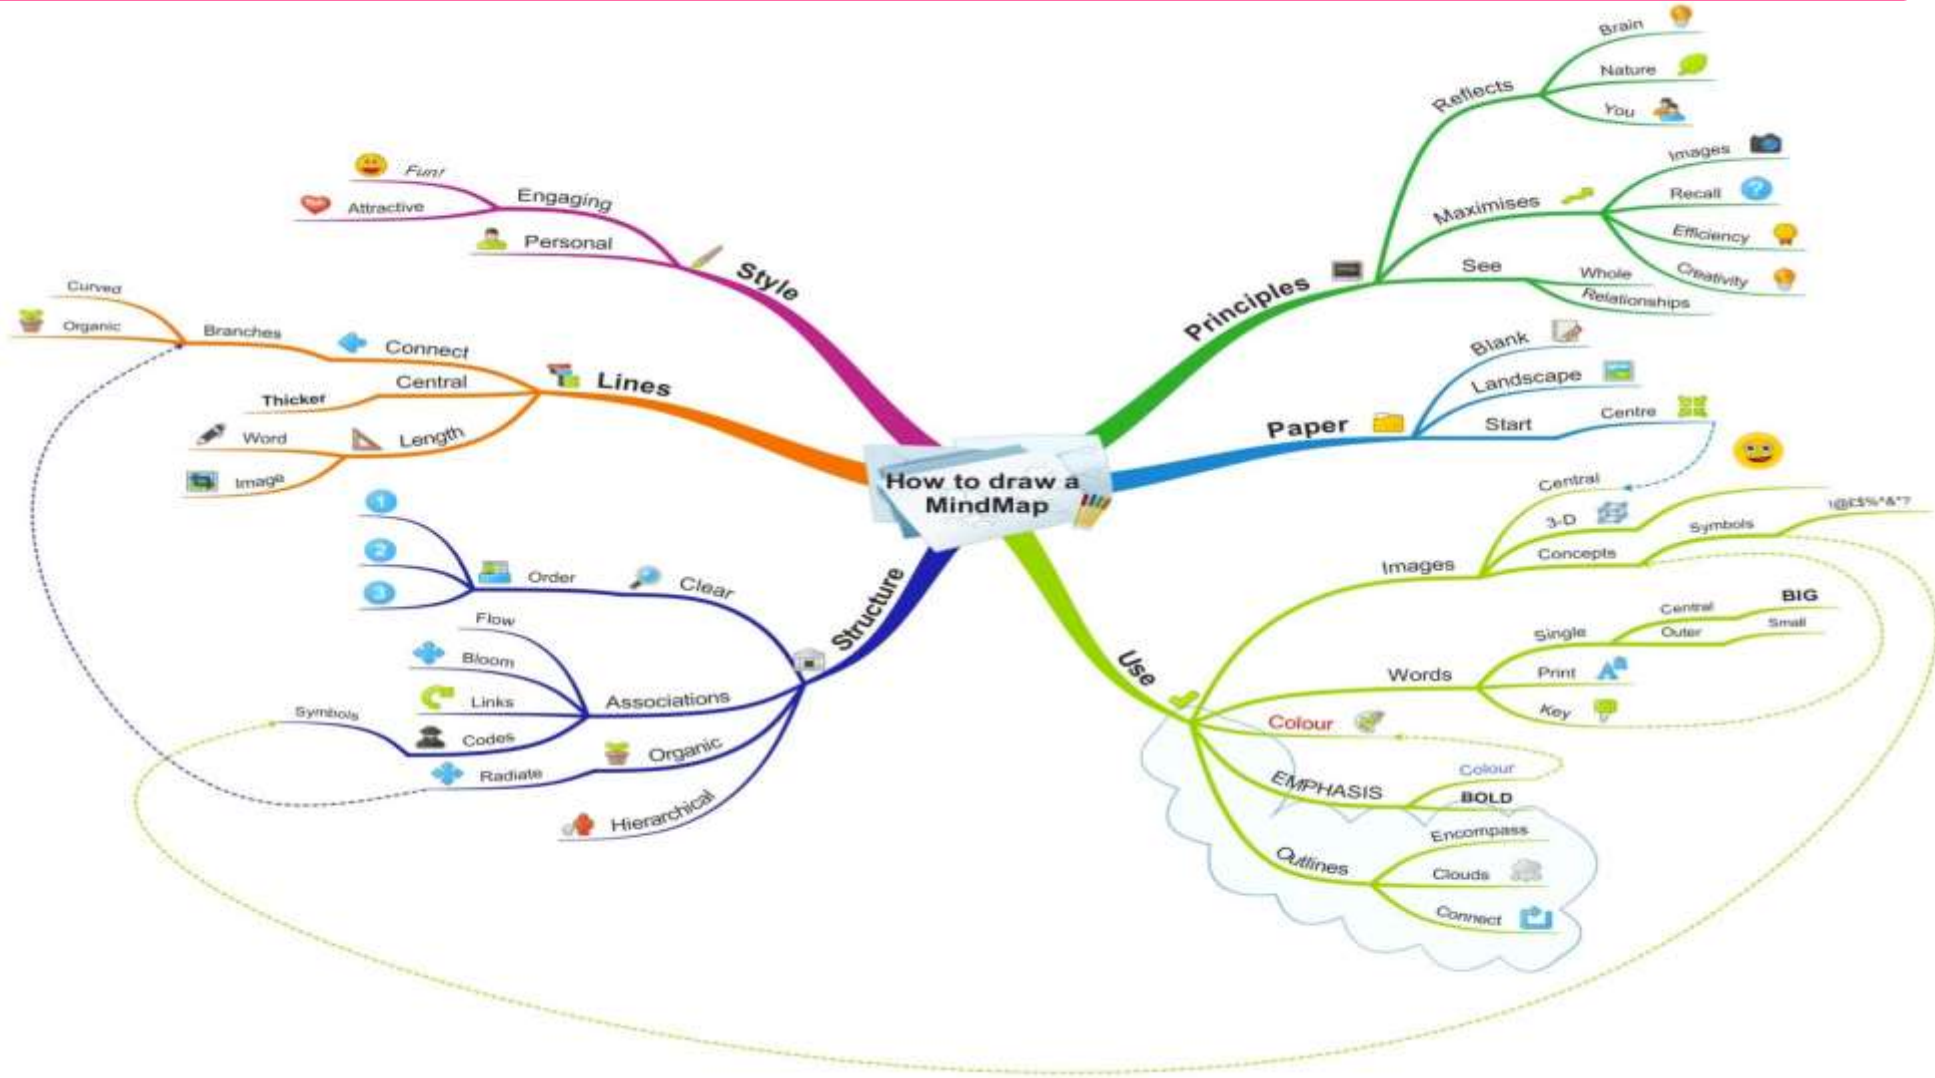 How to draw a
MindMap
Principles
Reflects
Brain
Nature
You
Maximises
Images
Recall
Efficiency
Creativity
See
Whole
Relationships
Paper
Blank
Landscape
Start
Centre
Use
Images
Central
3-D
Concepts
Symbols
!@£$%^&*?
Words
Single
Central
BIG
Outer
Small
Print
Key
Colour
EMPHASIS
Colour
BOLD
Outlines
Encompass
Clouds
Connect
Structure
Clear
Order
1
2
3
Associations
Flow
Bloom
Links
Codes
Symbols
Organic
Radiate
Hierarchical
Lines
Connect
Branches
Curved
Organic
Central
Thicker
Length
Word
Image
Style
Engaging
Fun!
Attractive
Personal